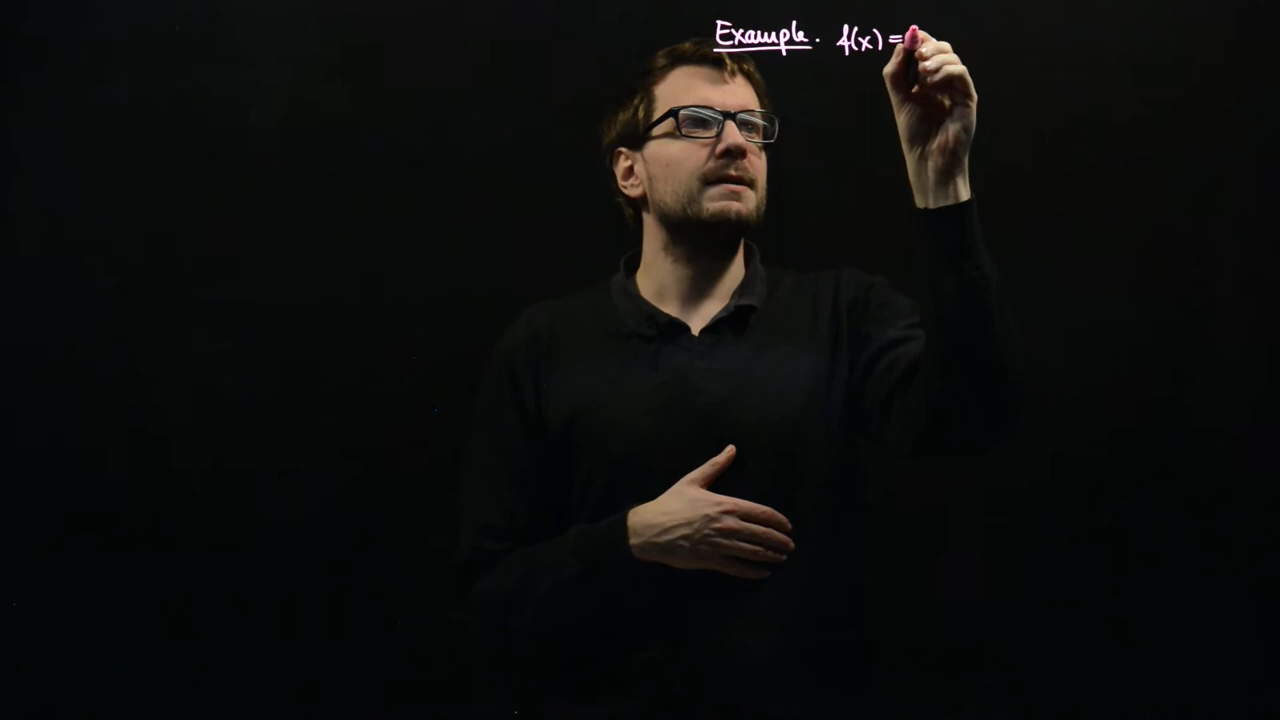 Example. f(x) =